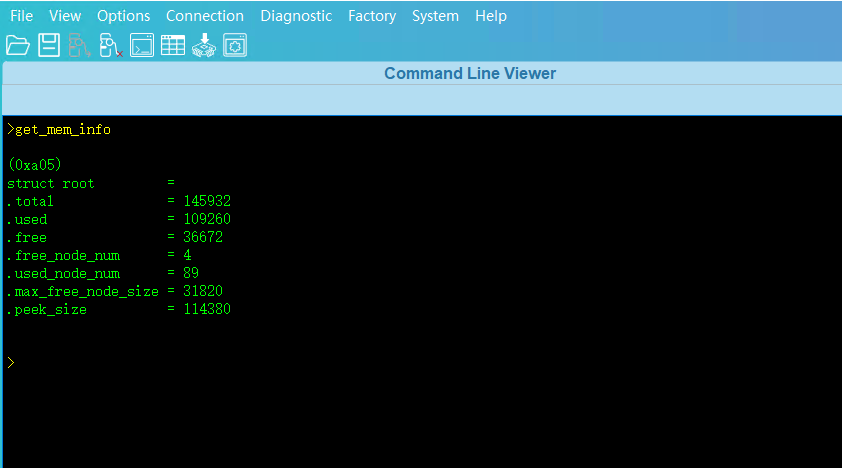 File View Options Connection Diagnostic Factory System Help
Command Line Viewer
>get_mem_info
(0xa05)
struct root =
.total = 145932
.used = 109260
.free = 36672
.free_node_num = 4
.used_node_num = 89
.max_free_node_size = 31820
.peek_size = 114380
>